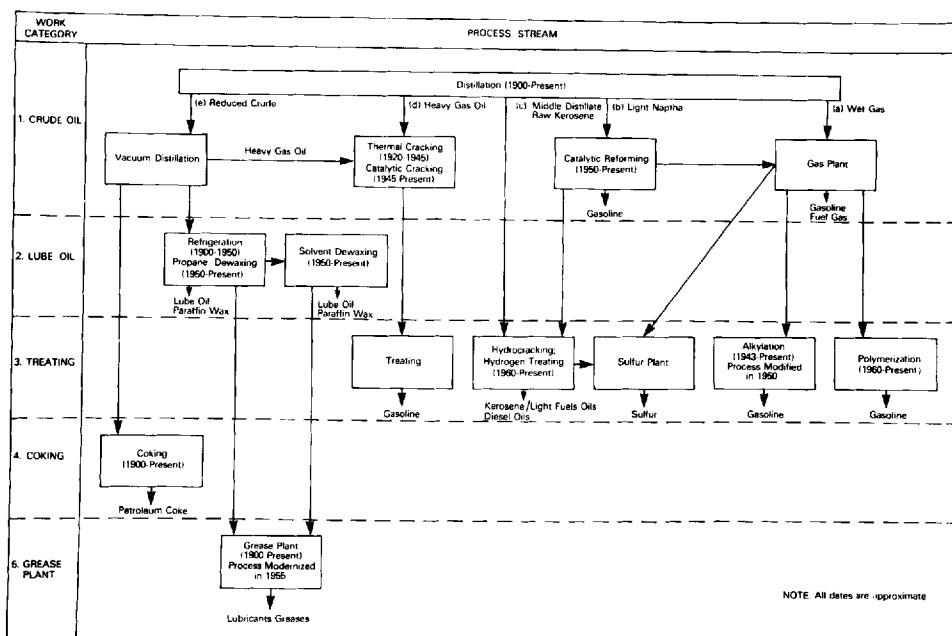 WORK
CATEGORY
PROCESS STREAM
Distillation (1900-Present)
(e) Reduced Crude
(d) Heavy Gas Oil
(c) Middle Distillate
Raw Kerosene
(b) Light Naptha
(a) Wet Gas
1. CRUDE OIL
Vacuum Distillation
Heavy Gas Oil
Thermal Cracking
(1920-1945)
Catalytic Cracking
(1945-Present)
Catalytic Reforming
(1950-Present)
Gas Plant
Gasoline
Gasoline
Fuel Gas
2. LUBE OIL
Refrigeration
(1900-1950)
Propane Dewaxing
(1950-Present)
Solvent Dewaxing
(1950-Present)
Lube Oil
Paraffin Wax
Lube Oil
Paraffin Wax
3. TREATING
Treating
Hydrocracking;
Hydrogen Treating
(1960-Present)
Sulfur Plant
Alkylation
(1943-Present)
Process Modified
in 1950
Polymerization
(1960-Present)
Gasoline
Kerosene/Light Fuels Oils
Diesel Oils
Sulfur
Gasoline
Gasoline
4. COKING
Coking
(1900-Present)
Petroleum Coke
5. GREASE
PLANT
Grease Plant
(1900 Present)
Process Modernized
in 1955
Lubricants Greases
NOTE All dates are approximate